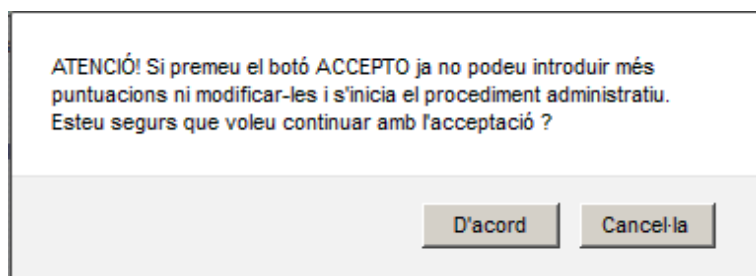 ATENCIÓ! Si premeu el botó ACCEPTO ja no podeu introduir més
puntuacions ni modificar-les i s'inicia el procediment administratiu.
Esteu segurs que voleu continuar amb l'acceptació ?
D'acord Cancel·la